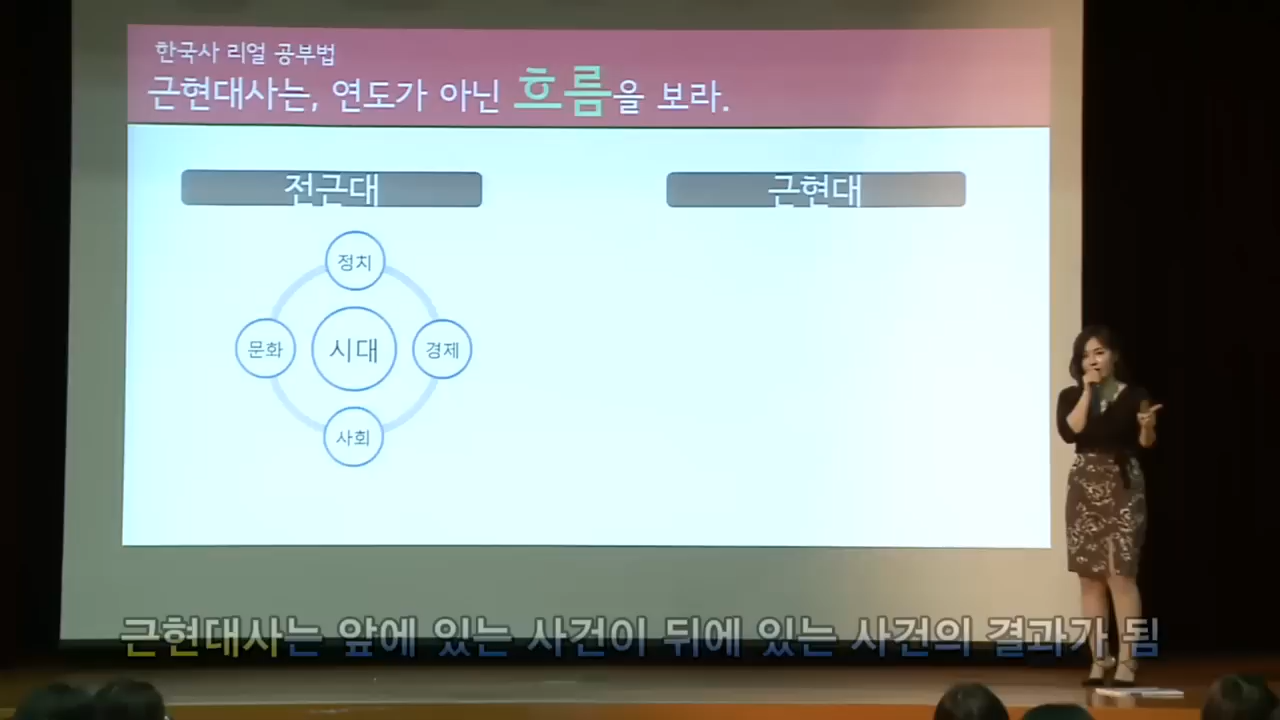 한국사 리얼 공부법
근현대사는, 연도가 아닌 흐름을 보라.
전근대
근현대
정치
문화
시대
경제
사회
근현대사는 앞에 있는 사건이 뒤에 있는 사건의 결과가 됨